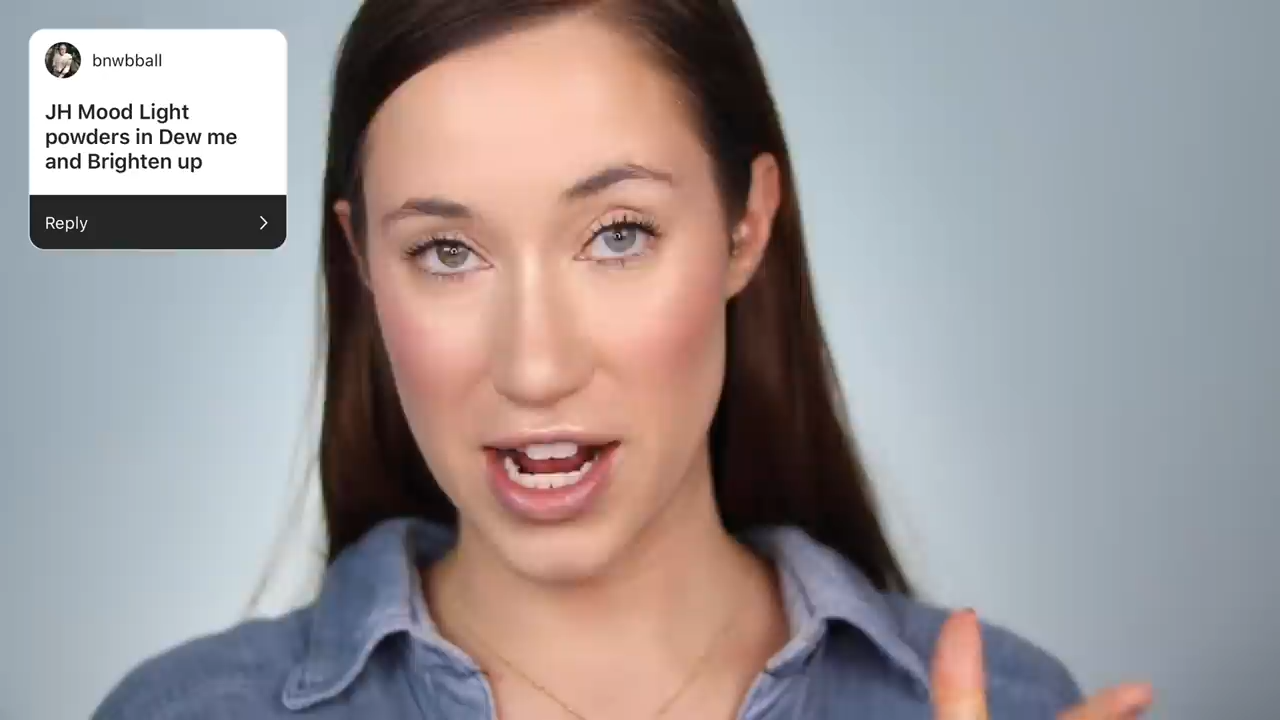 bnwbball
JH Mood Light
powders in Dew me
and Brighten up
Reply